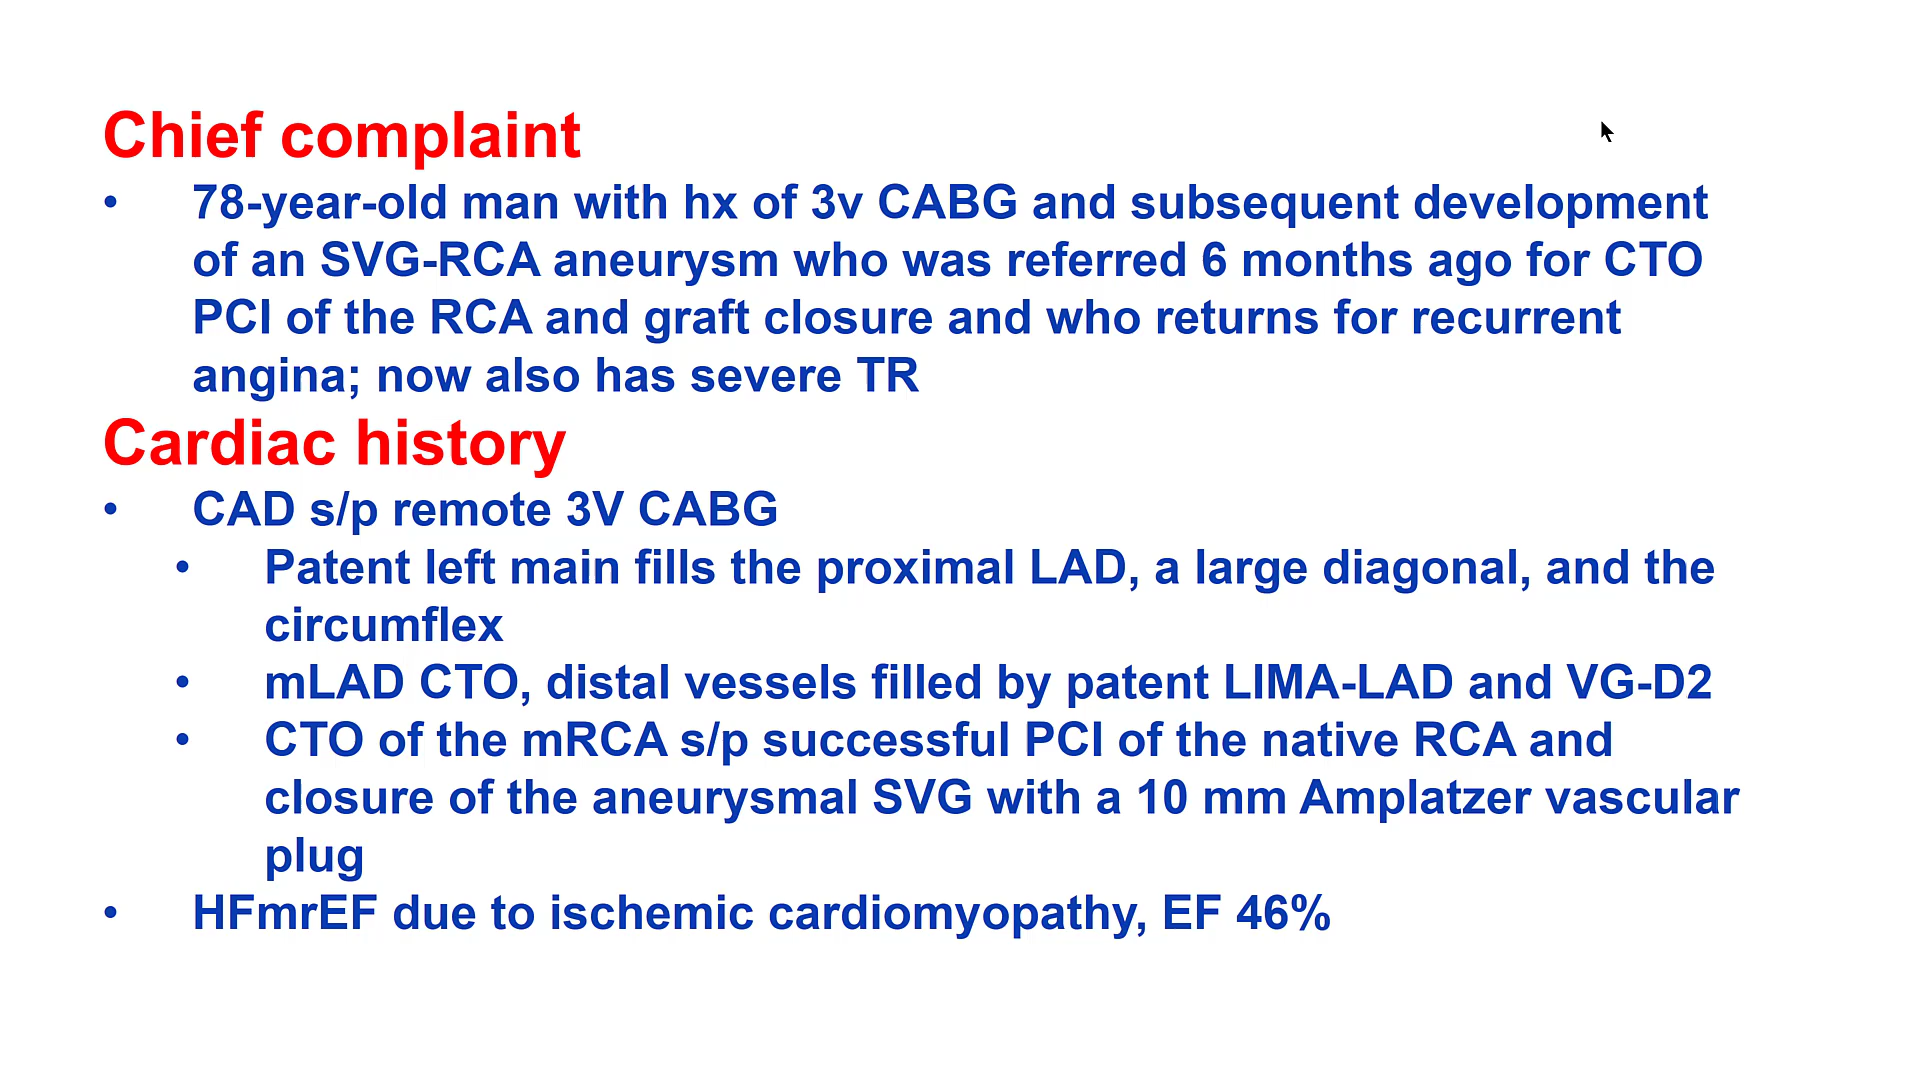 Chief complaint
• 78-year-old man with hx of 3v CABG and subsequent development
of an SVG-RCA aneurysm who was referred 6 months ago for CTO
PCI of the RCA and graft closure and who returns for recurrent
angina; now also has severe TR
Cardiac history
• CAD s/p remote 3V CABG
• Patent left main fills the proximal LAD, a large diagonal, and the
circumflex
• mLAD CTO, distal vessels filled by patent LIMA-LAD and VG-D2
• CTO of the mRCA s/p successful PCI of the native RCA and
closure of the aneurysmal SVG with a 10 mm Amplatzer vascular
plug
• HFmrEF due to ischemic cardiomyopathy, EF 46%